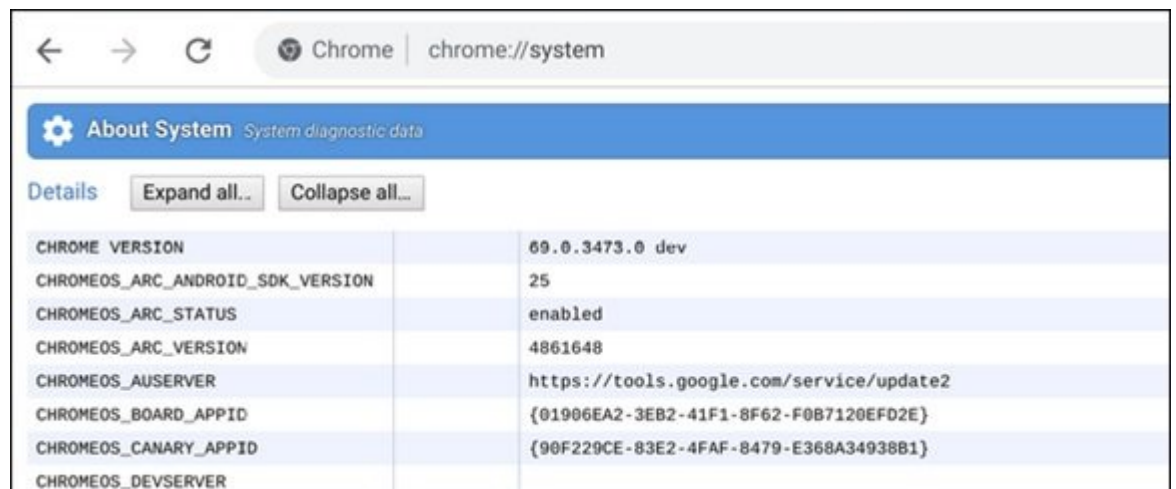 Chrome chrome://system
About System System diagnostic data
Details Expand all... Collapse all...
CHROME VERSION 69.0.3473.0 dev
CHROMEOS_ARC_ANDROID_SDK_VERSION 25
CHROMEOS_ARC_STATUS enabled
CHROMEOS_ARC_VERSION 4861648
CHROMEOS_AUSERVER https://tools.google.com/service/update2
CHROMEOS_BOARD_APPID {01906EA2-3EB2-41F1-8F62-F0B7120EFD2E}
CHROMEOS_CANARY_APPID {90F229CE-83E2-4FAF-8479-E368A34938B1}
CHROMEOS_DEVSERVER